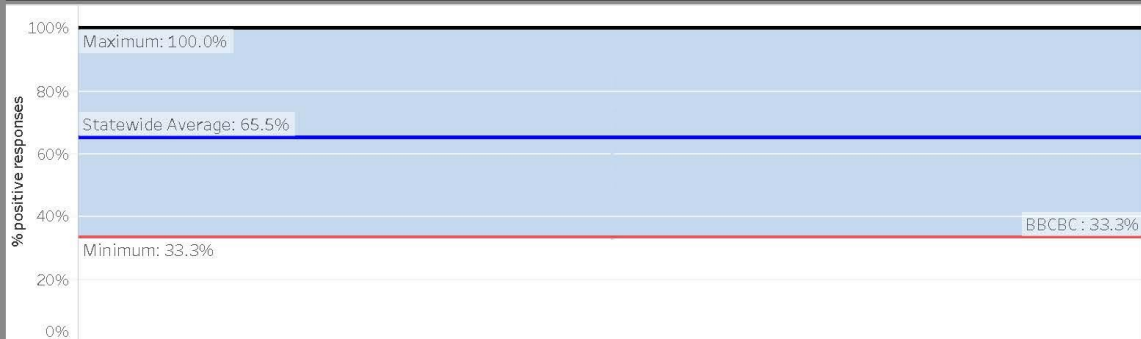 100%
Maximum: 100.0%
80%
Statewide Average: 65.5%
60%
% positive responses
40%
BBCBC : 33.3%
Minimum: 33.3%
20%
0%